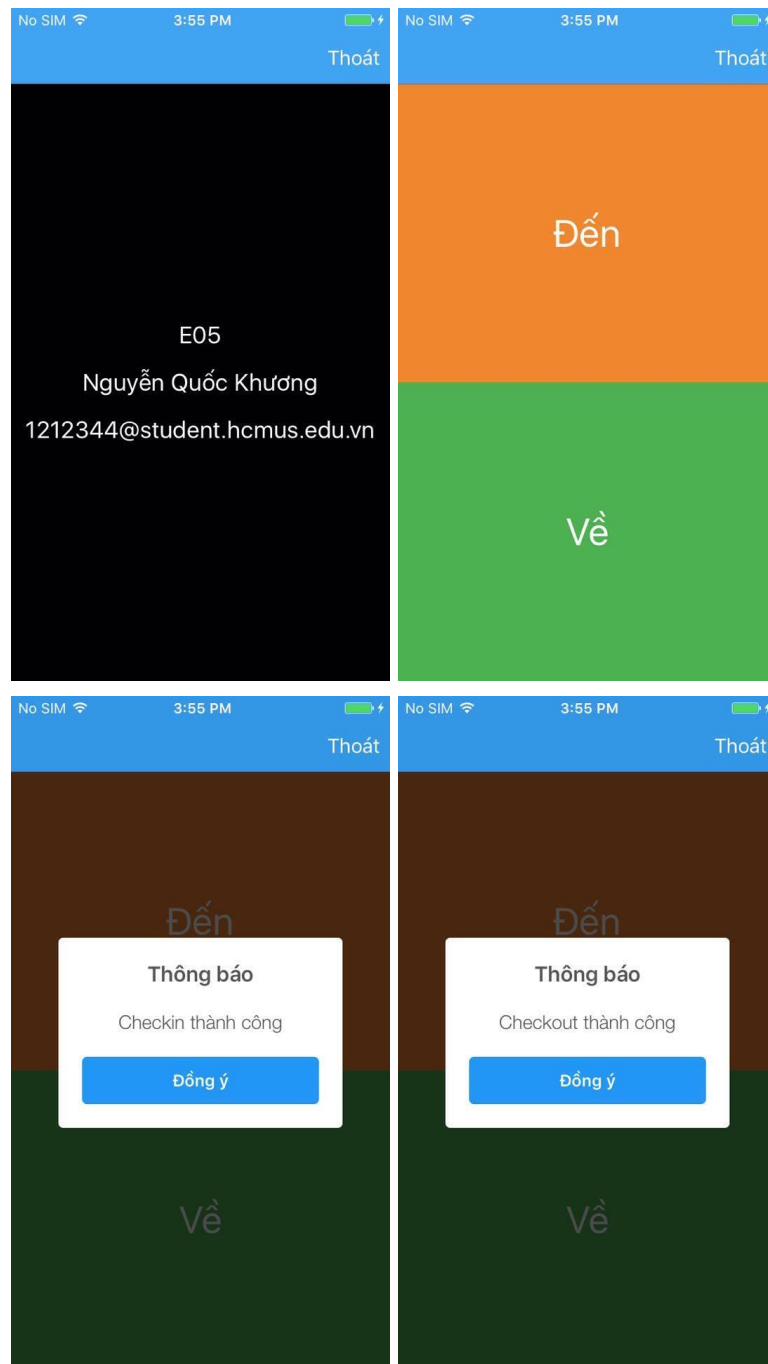 No SIM 3:55 PM
Thoát
E05
Nguyễn Quốc Khương
1212344@student.hcmus.edu.vn
No SIM 3:55 PM
Thoát
Đến
Về
No SIM 3:55 PM
Thoát
Đến
Thông báo
Checkin thành công
Đồng ý
Về
No SIM 3:55 PM
Thoát
Đến
Thông báo
Checkout thành công
Đồng ý
Về